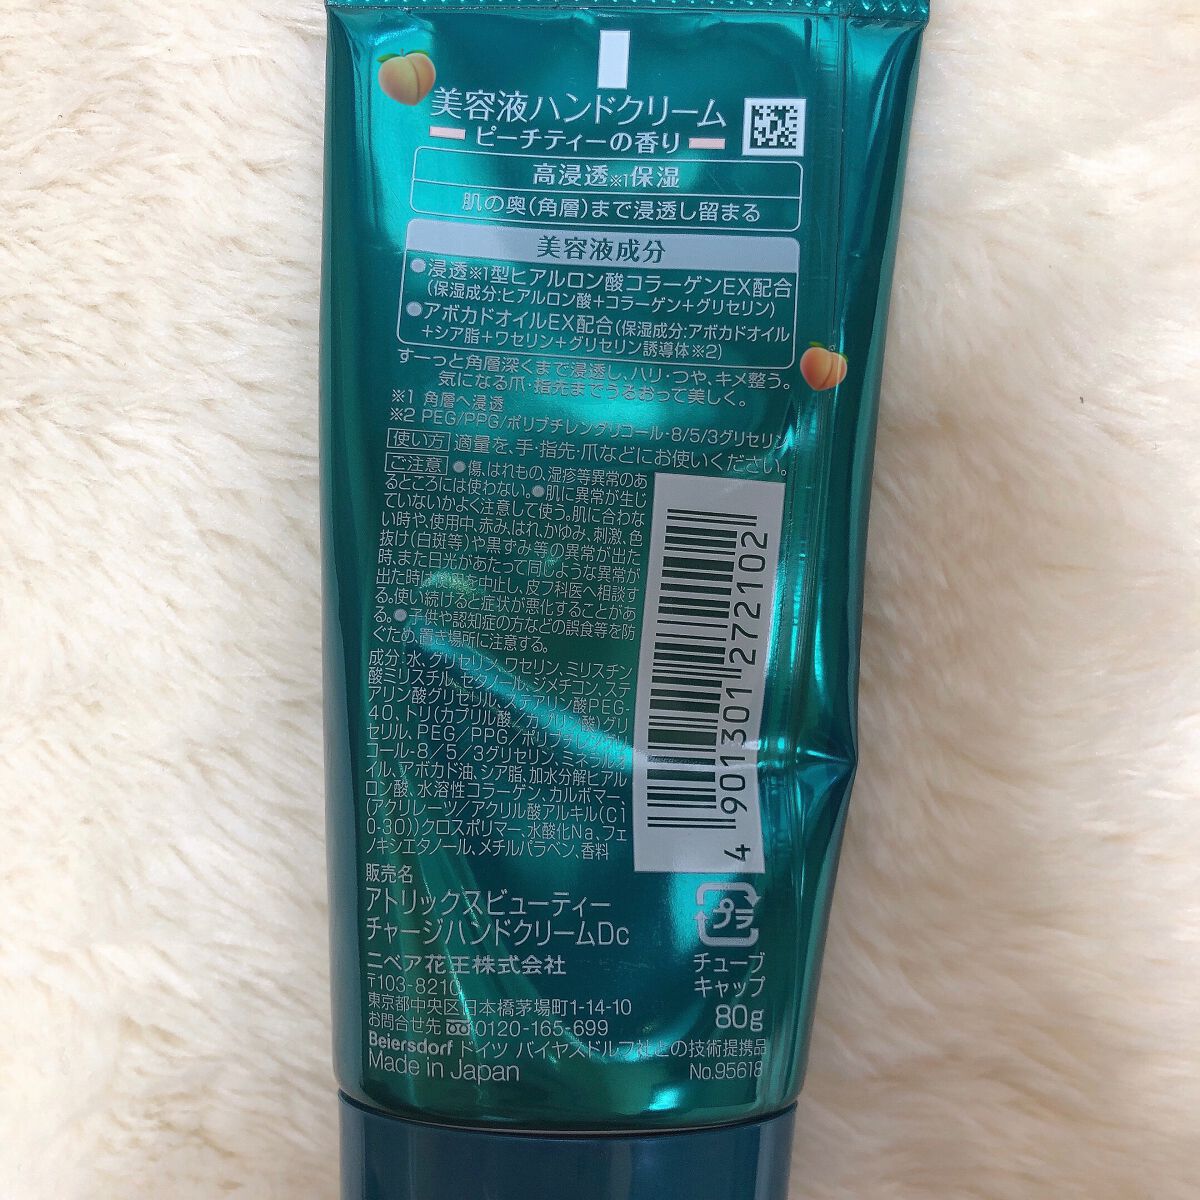 美容液ハンドクリーム
ピーチティーの香り
高浸透※1保湿
肌の奥(角層)まで浸透し留まる
美容液成分
●浸透※1型ヒアルロン酸コラーゲンEX配合
(保湿成分:ヒアルロン酸+コラーゲン+グリセリン)
●アボカドオイルEX配合(保湿成分:アボカドオイル
+シア脂+ワセリン+グリセリン誘導体※2)
すーっと角層深くまで浸透し、ハリ・つや、キメ整う。
気になる爪・指先までうるおって美しく。
※1 角層へ浸透
※2 PEG/PPG/ポリブチレングリコール-8/5/3グリセリン
使い方 適量を、手・指先・爪などにお使いください。
ご注意 ●傷、はれもの、湿疹等異常のあ
るところには使わない。●肌に異常が生じ
ていないかよく注意して使う。肌に合わな
い時や、使用中、赤み、はれ、かゆみ、刺激、色
抜け(白斑等)や黒ずみ等の異常が出た
時、また日光があたって同じような異常が
出た時は を中止し、皮フ科医へ相談す
る。使い続けると症状が悪化することがあ
る。●子供や認知症の方などの誤食等を防
ぐため、置き場所に注意する。
成分:水、グリセリン、ワセリン、ミリスチン
酸ミリスチル、セタノール、ジメチコン、ステ
アリン酸グリセリル、ステアリン酸PEG-
40、トリ(カプリル酸/カプリン酸)グリ
セリル、PEG/PPG/ポリブチレングリ
コール-8/5/3グリセリン、ミネラルオ
イル、アボカド油、シア脂、加水分解ヒアル
ロン酸、水溶性コラーゲン、カルボマー、
(アクリレーツ/アクリル酸アルキル(C1
0-30))クロスポリマー、水酸化Na、フェ
ノキシエタノール、メチルパラベン、香料
4 901301 272102
販売名
アトリックスビューティー
チャージハンドクリームDc
ニベア花王株式会社
〒103-8210
東京都中央区日本橋茅場町1-14-10
お問合せ先 0120-165-699
Beiersdorf ドイツ バイヤスドルフ社との技術提携品
Made in Japan
No.95618
プラ
チューブ
キャップ
80g